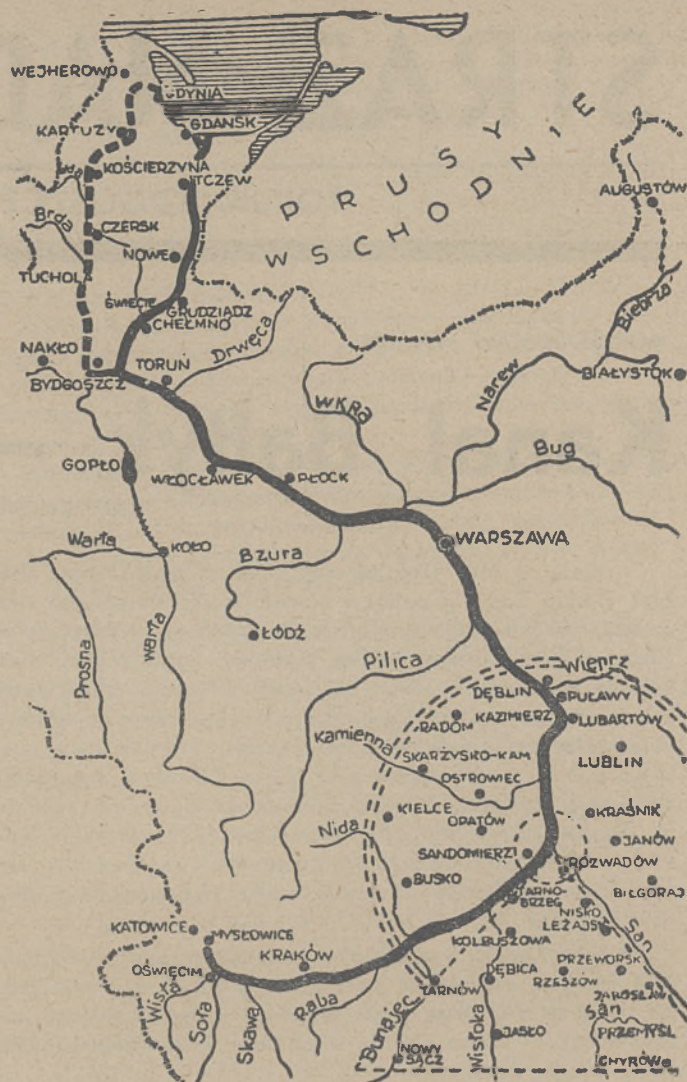 WEJHEROWO
GDYNIA
KARTUZY
GDAŃSK
KOŚCIERZYNA
TCZEW
PRUSY
WSCHODNIE
AUGUSTÓW
Brda
CZERSK
NOWE
TUCHOLA
ŚWIECIE
GRUDZIĄDZ
CHEŁMNO
Drwęca
Biebrza
NAKŁO
TORUŃ
BYDGOSZCZ
WKRA
Narew
BIAŁYSTOK
GOPŁO
WŁOCŁAWEK
PŁOCK
Bug
Warta
KOŁO
Bzura
WARSZAWA
Prosna
Warta
ŁÓDŹ
Pilica
Wieprz
DĘBLIN
PUŁAWY
RADOM
KAZIMIERZ
LUBARTÓW
Kamienna
SKARŻYSKO-KAM
LUBLIN
OSTROWIEC
KIELCE
OPATÓW
KRAŚNIK
Nida
SANDOMIERZ
JANÓW
ROZWADÓW
BUSKO
TARNO-
BRZEG
BIŁGORAJ
NISKO
LEŻAJSK
San
KATOWICE
MYSŁOWICE
KOLBUSZOWA
OŚWIĘCIM
KRAKÓW
DĘBICA
PRZEWORSK
RZESZÓW
Wisła
Soła
Skawa
Raba
TARNÓW
JAROSŁAW
San
Dunajec
Wisłoka
JASŁO
PRZEMYŚL
NOWY
SĄCZ
CHYRÓW